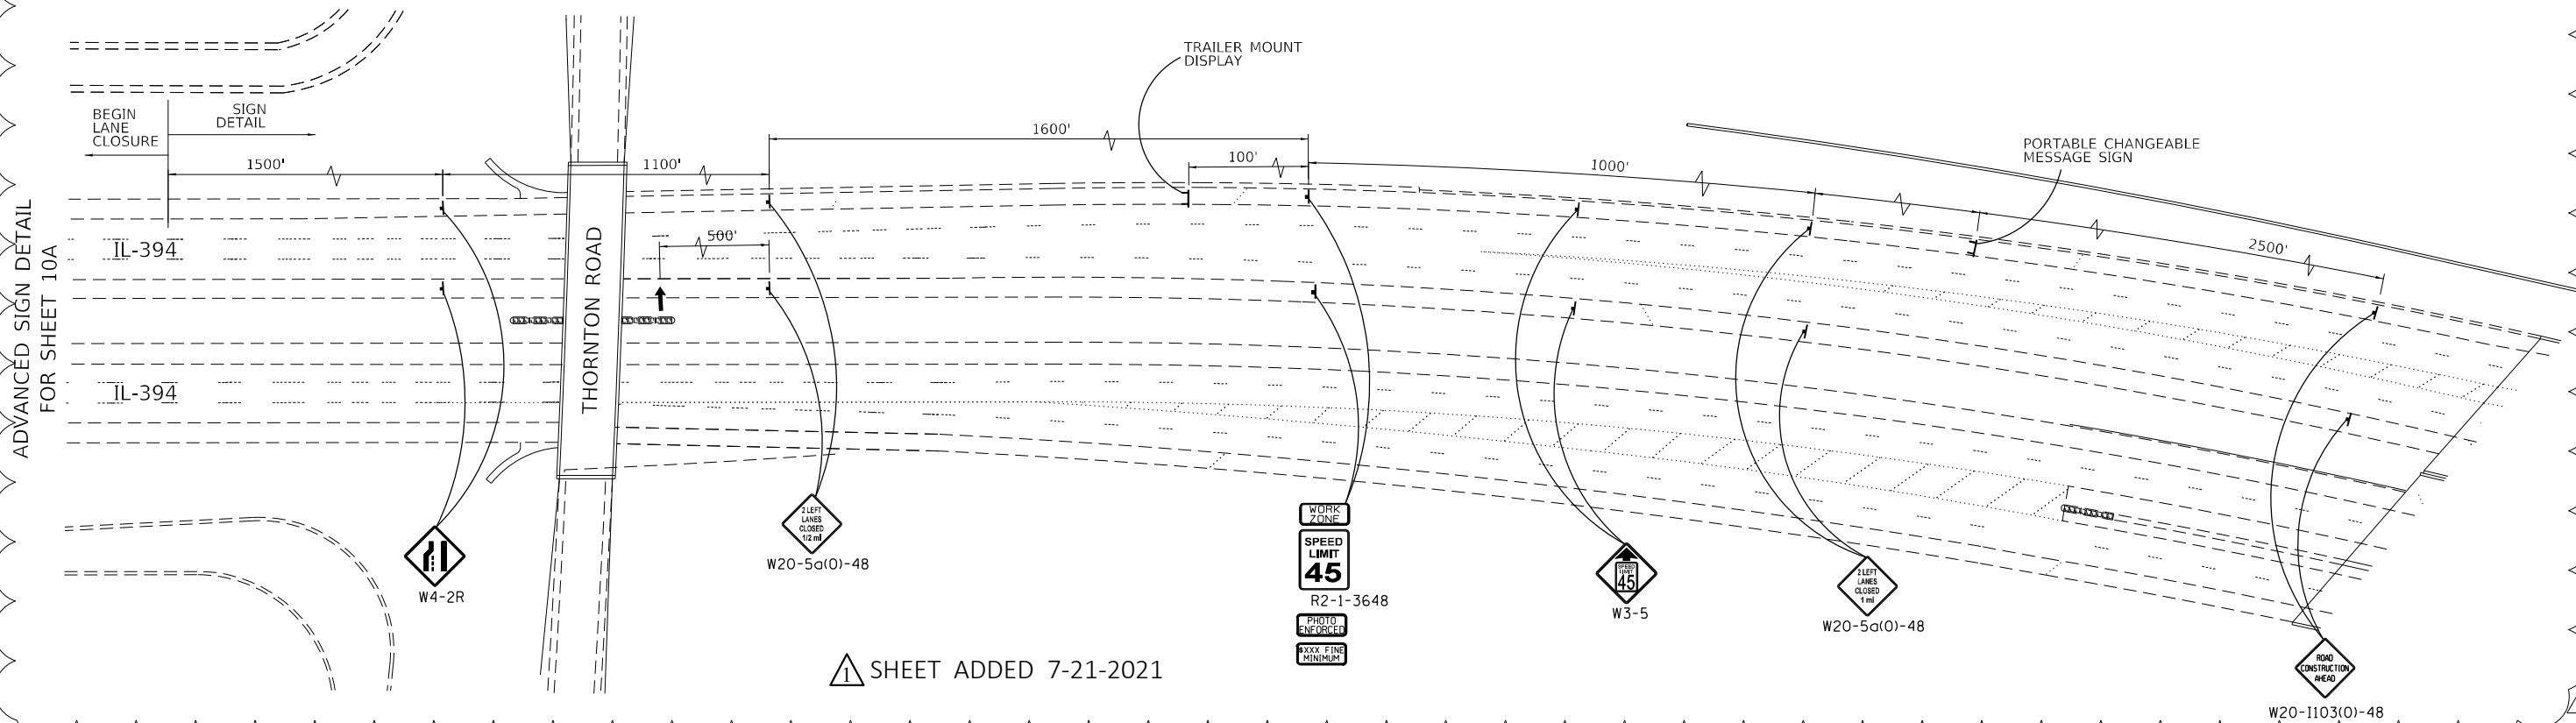 TRAILER MOUNT
DISPLAY
BEGIN
LANE
CLOSURE
SIGN
DETAIL
1600'
PORTABLE CHANGEABLE
MESSAGE SIGN
1500'
1100'
100'
1000'
2500'
500'
IL-394
IL-394
THORNTON ROAD
ADVANCED SIGN DETAIL
FOR SHEET 10A
W4-2R
2 LEFT
LANES
CLOSED
1/2 mi
W20-5a(0)-48
WORK
ZONE
SPEED
LIMIT
45
R2-1-3648
PHOTO
ENFORCED
$XXX FINE
MINIMUM
SPEED
LIMIT
45
W3-5
2 LEFT
LANES
CLOSED
1 mi
W20-5a(0)-48
ROAD
CONSTRUCTION
AHEAD
W20-I103(0)-48
1 SHEET ADDED 7-21-2021